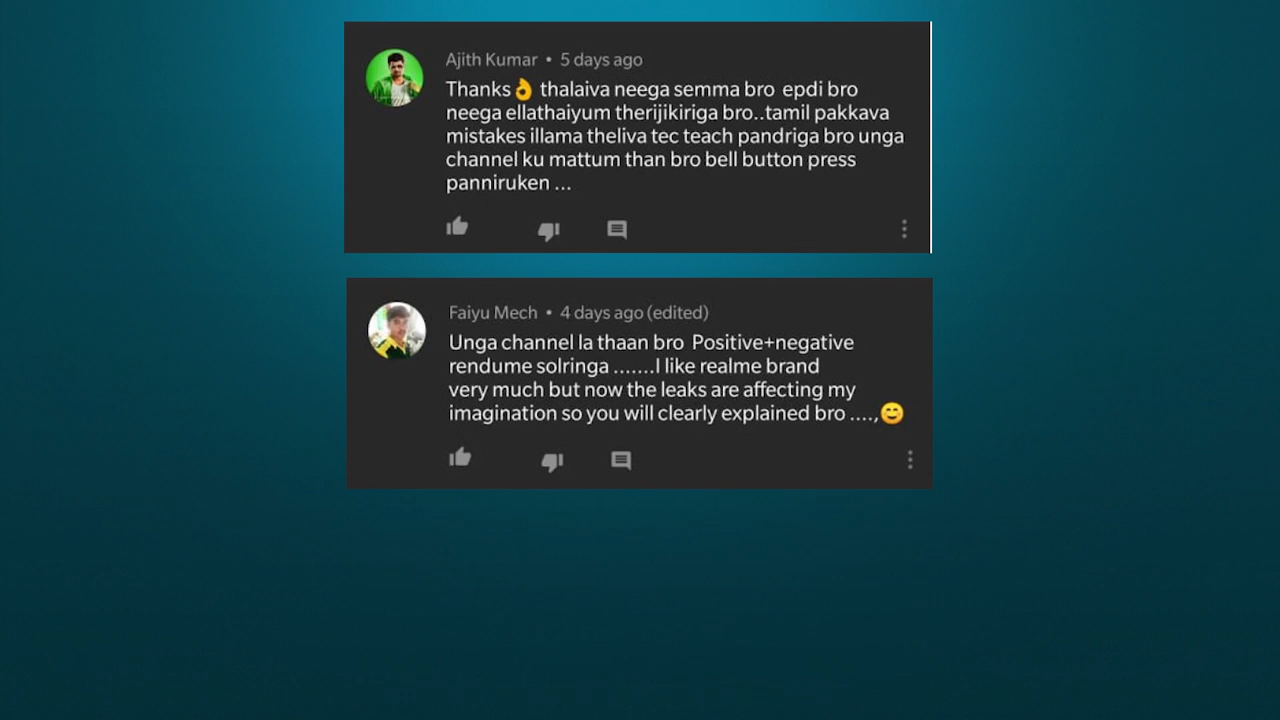 Ajith Kumar • 5 days ago
Thanks👌 thalaiva neega semma bro epdi bro
neega ellathaiyum therijikiriga bro..tamil pakkava
mistakes illama theliva tec teach pandriga bro unga
channel ku mattum than bro bell button press
panniruken ...
Faiyu Mech • 4 days ago (edited)
Unga channel la thaan bro Positive+negative
rendume solringa .......I like realme brand
very much but now the leaks are affecting my
imagination so you will clearly explained bro ....,😊